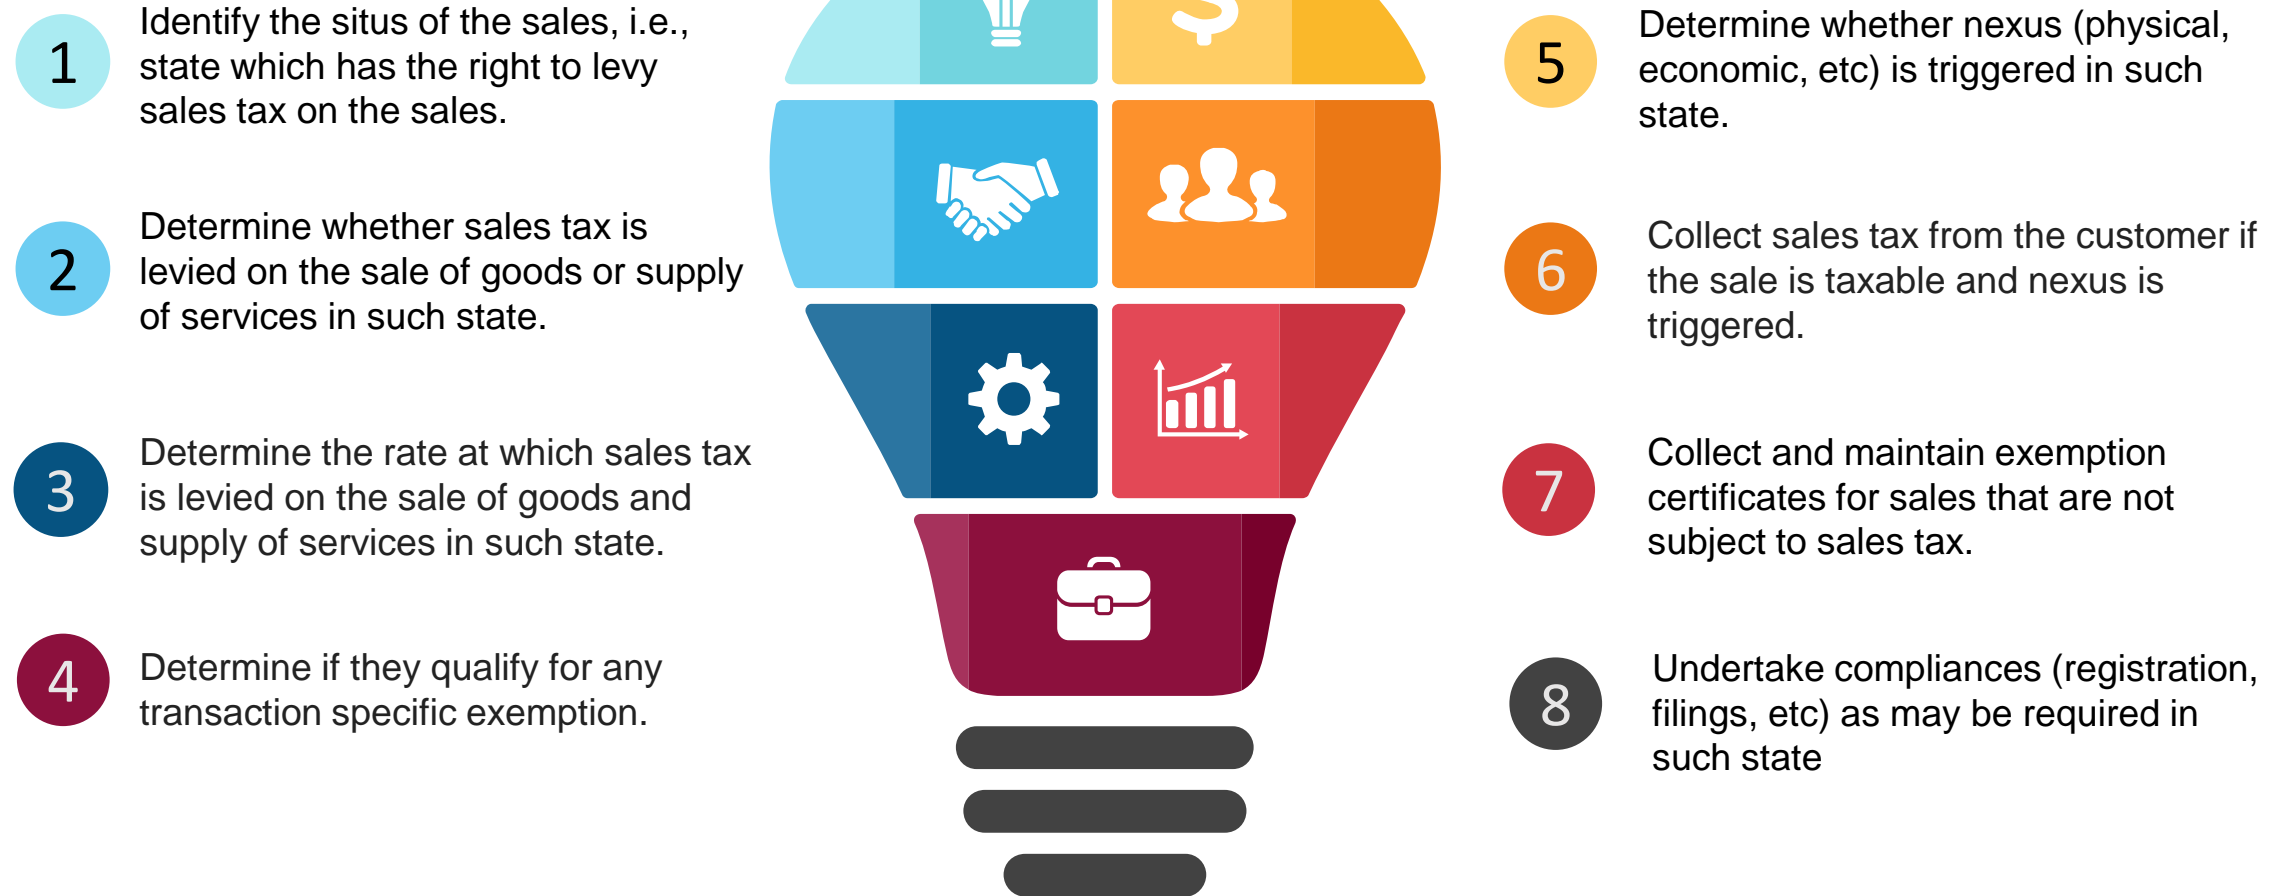 1
Identify the situs of the sales, i.e.,
state which has the right to levy
sales tax on the sales.
2
Determine whether sales tax is
levied on the sale of goods or supply
of services in such state.
3
Determine the rate at which sales tax
is levied on the sale of goods and
supply of services in such state.
4
Determine if they qualify for any
transaction specific exemption.
$
5
Determine whether nexus (physical,
economic, etc) is triggered in such
state.
6
Collect sales tax from the customer if
the sale is taxable and nexus is
triggered.
7
Collect and maintain exemption
certificates for sales that are not
subject to sales tax.
8
Undertake compliances (registration,
filings, etc) as may be required in
such state